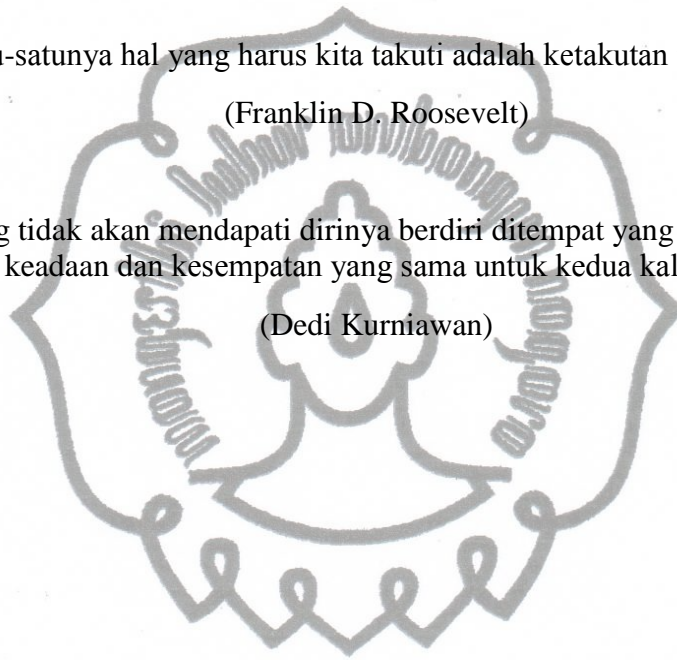 -satunya hal yang harus kita takuti adalah ketakutan
(Franklin D. Roosevelt)
tidak akan mendapati dirinya berdiri ditempat yang
keadaan dan kesempatan yang sama untuk kedua
(Dedi Kurniawan)